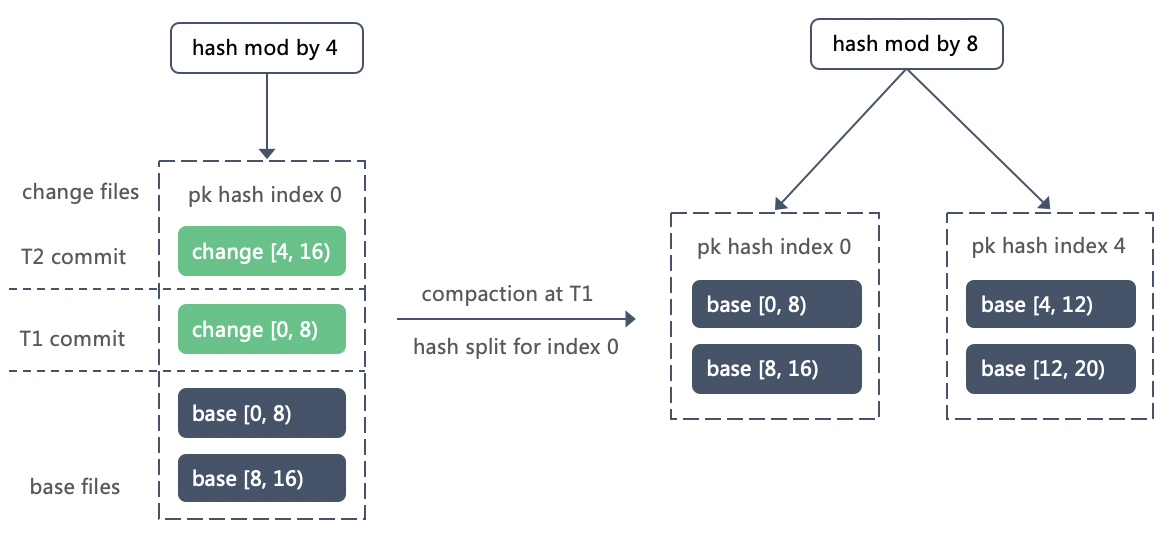 hash mod by 4
hash mod by 8
change files
pk hash index 0
T2 commit
change [4, 16)
T1 commit
change [0, 8)
base [0, 8)
base files
base [8, 16)
compaction at T1
hash split for index 0
pk hash index 0
base [0, 8)
base [8, 16)
pk hash index 4
base [4, 12)
base [12, 20)